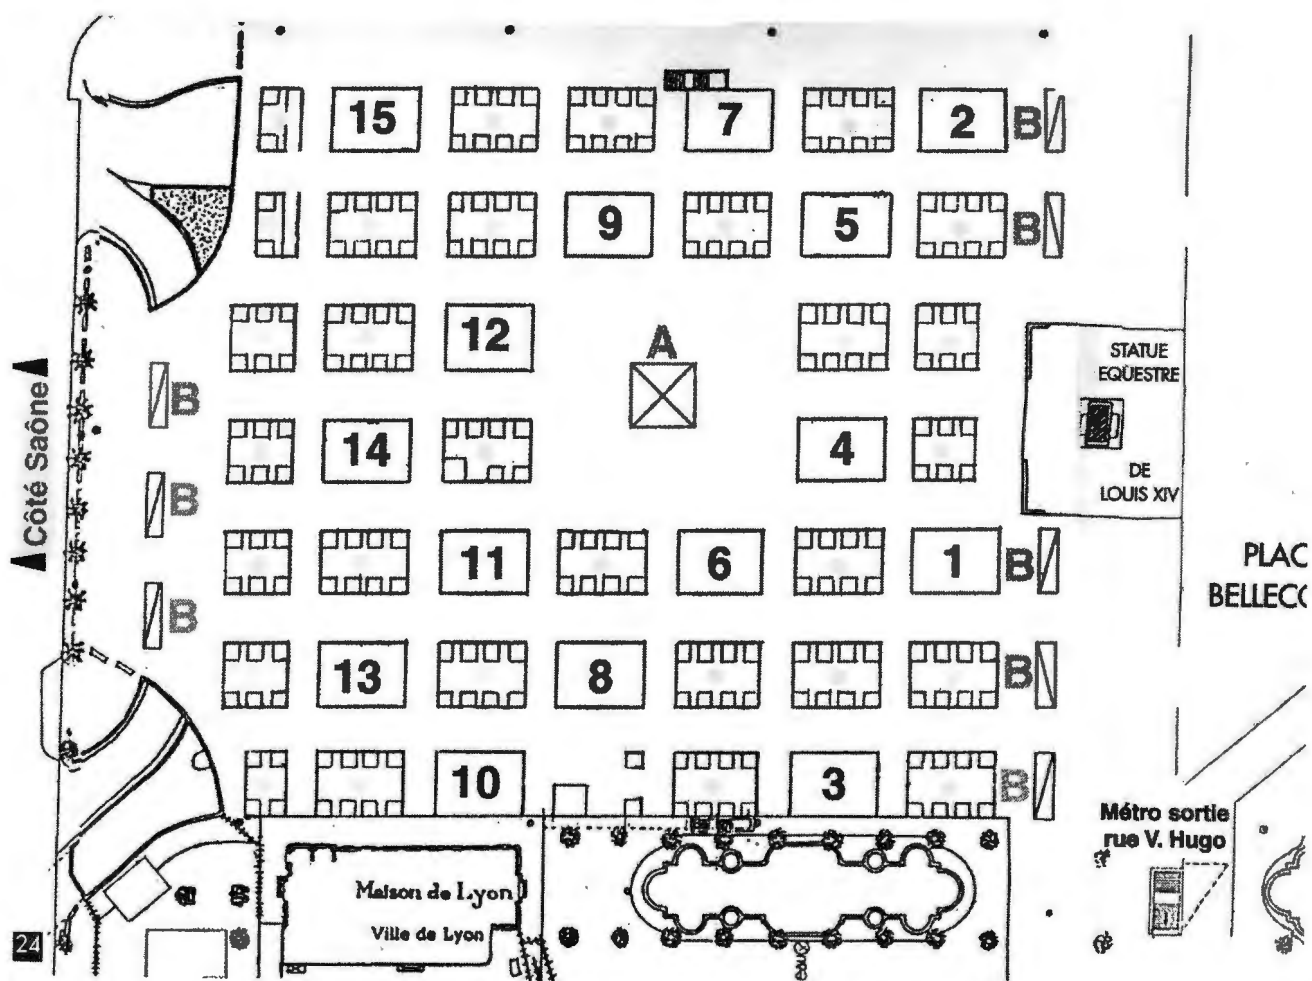 15
7
2
B
9
5
B
12
A
STATUE
EQÜESTRE
B
14
4
DE
LOUIS XIV
Côté Saône
B
11
6
1
B
PLAC
BELLEC
B
13
8
B
10
3
B
Métro sortie
rue V. Hugo
Maison de Lyon
Ville de Lyon
24